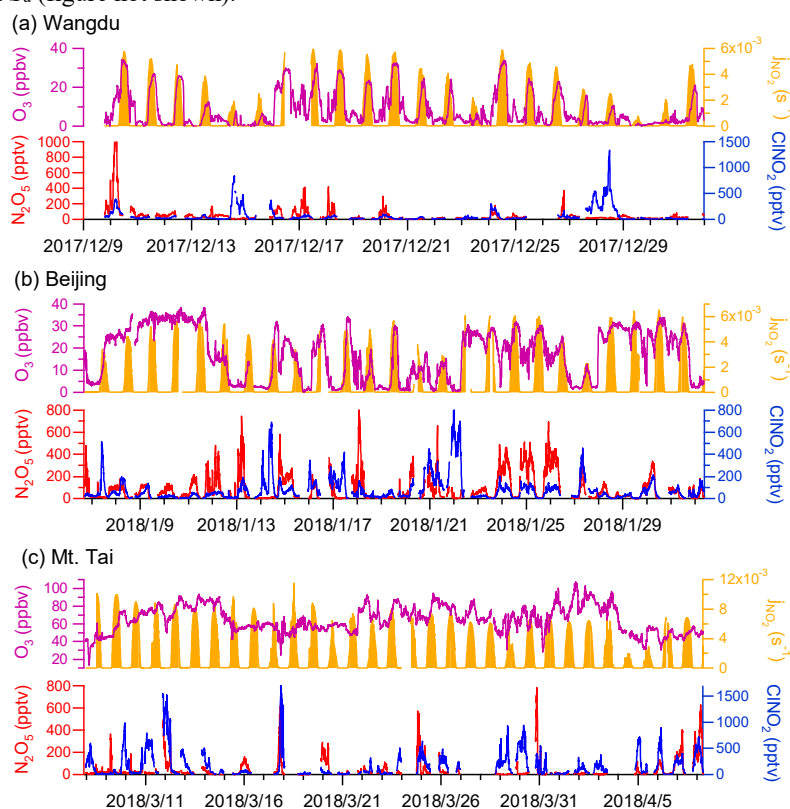 (figure not shown).
(a) Wangdu
40
20
0
O₃ (ppbv)
6x10⁻³
4
2
0
jNO₂ (s⁻¹)
1000
800
600
400
200
0
N₂O₅ (pptv)
1500
1000
500
0
ClNO₂ (pptv)
2017/12/9 2017/12/13 2017/12/17 2017/12/21 2017/12/25 2017/12/29
(b) Beijing
40
30
20
10
0
O₃ (ppbv)
6x10⁻³
4
2
0
jNO₂ (s⁻¹)
800
600
400
200
0
N₂O₅ (pptv)
800
600
400
200
0
ClNO₂ (pptv)
2018/1/9 2018/1/13 2018/1/17 2018/1/21 2018/1/25 2018/1/29
(c) Mt. Tai
100
80
60
40
20
O₃ (ppbv)
12x10⁻³
8
4
0
jNO₂ (s⁻¹)
800
600
400
200
0
N₂O₅ (pptv)
1500
1000
500
0
ClNO₂ (pptv)
2018/3/11 2018/3/16 2018/3/21 2018/3/26 2018/3/31 2018/4/5